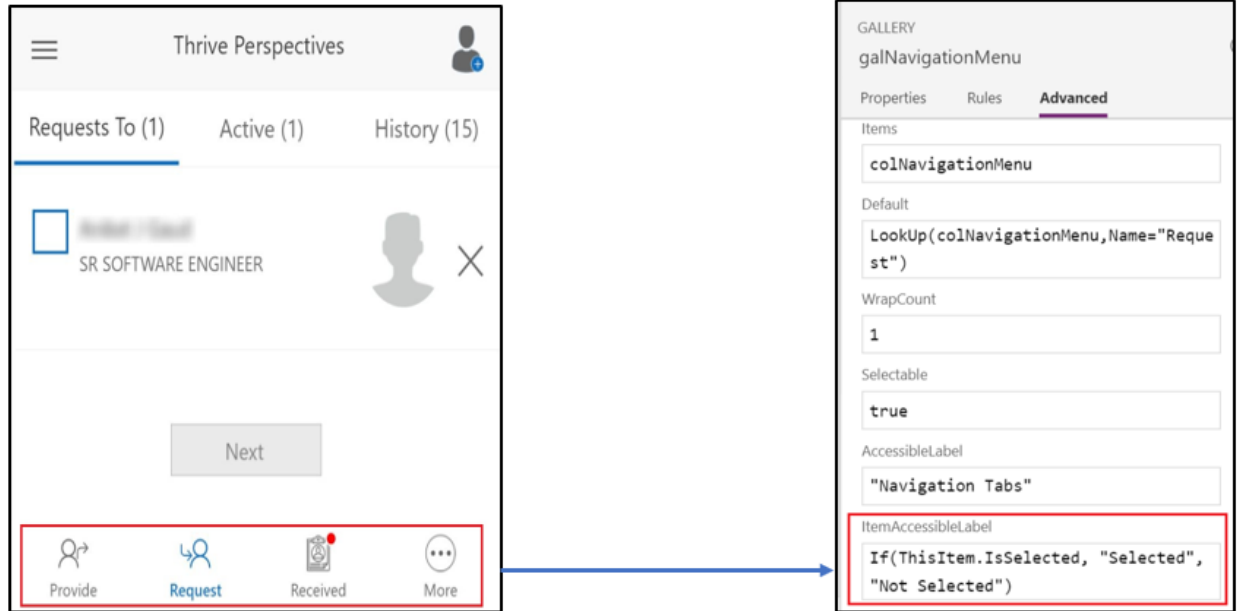 Thrive Perspectives
Requests To (1) Active (1) History (15)
SR SOFTWARE ENGINEER
Next
Provide Request Received More
GALLERY
galNavigationMenu
Properties Rules Advanced
Items
colNavigationMenu
Default
LookUp(colNavigationMenu,Name="Reque
st")
WrapCount
1
Selectable
true
AccessibleLabel
"Navigation Tabs"
ItemAccessibleLabel
If(ThisItem.IsSelected, "Selected",
"Not Selected")